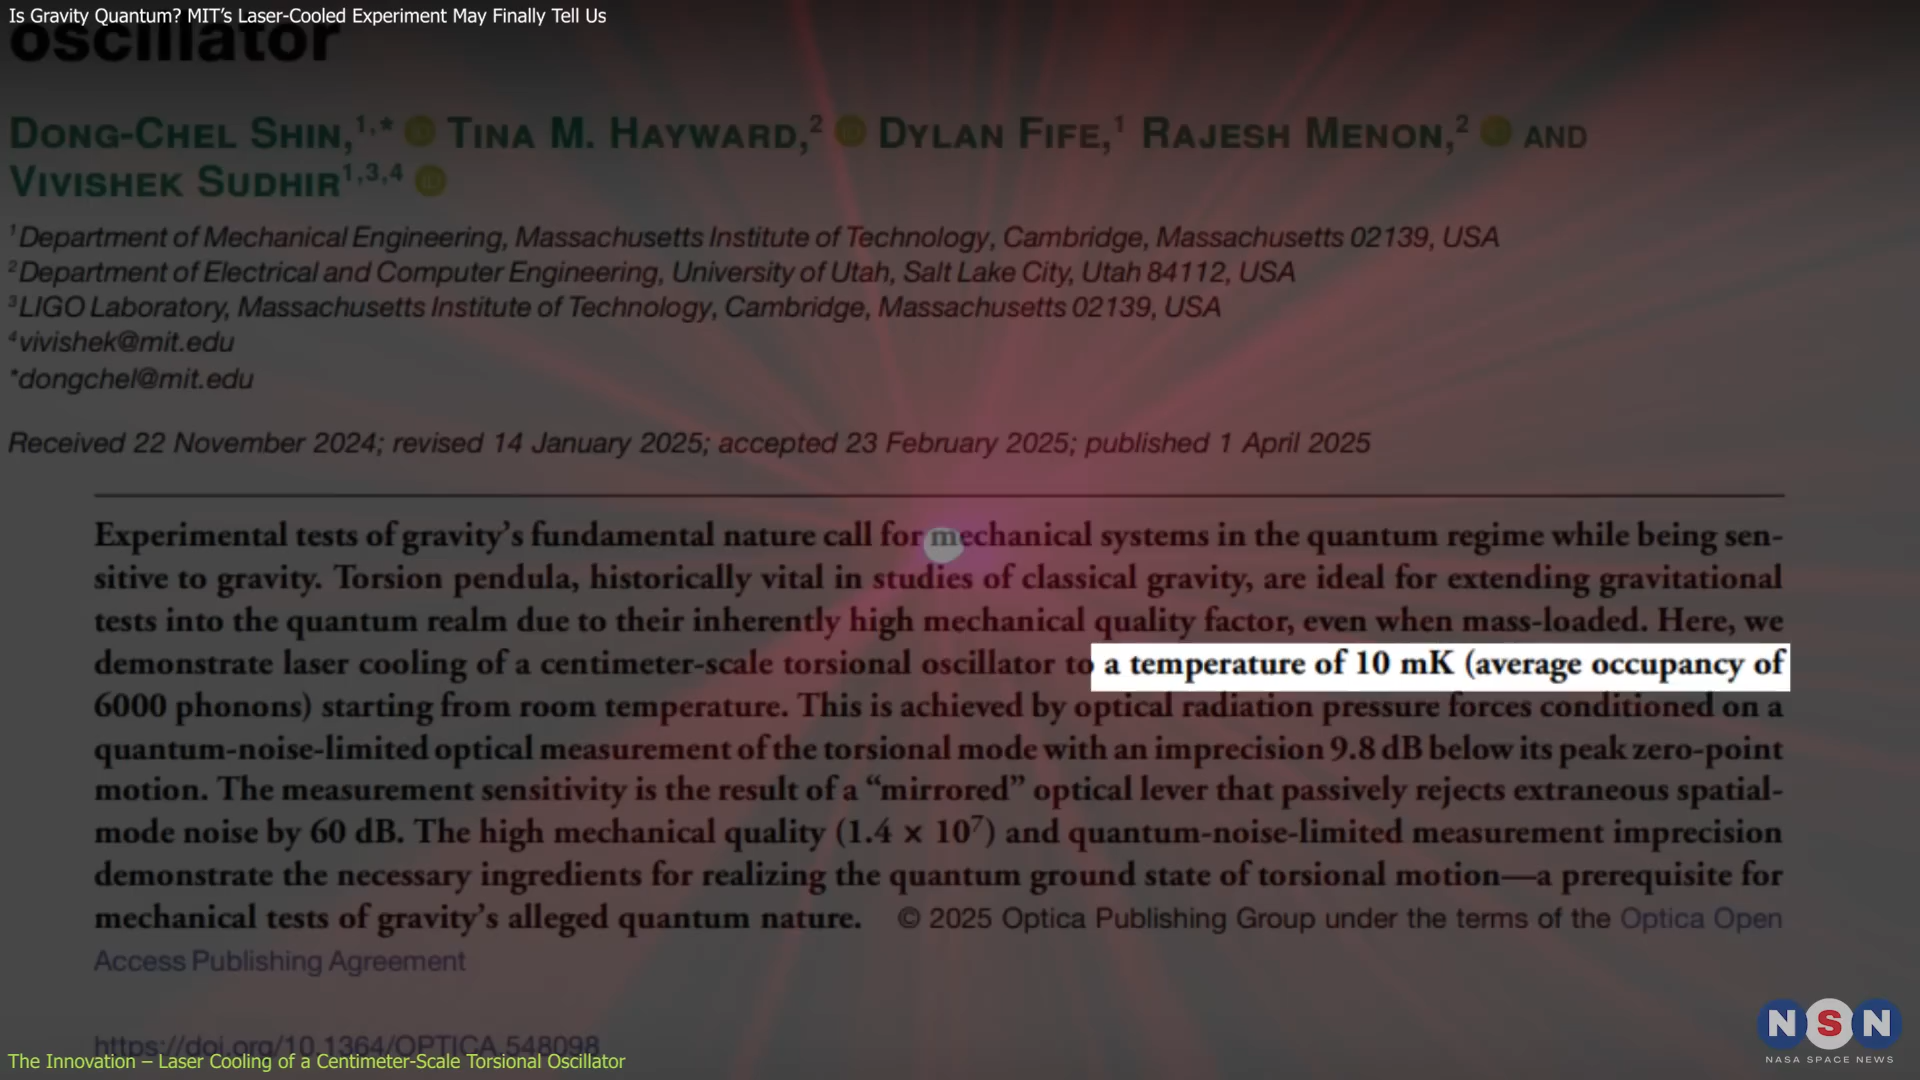 Is Gravity Quantum? MIT’s Laser-Cooled Experiment May Finally Tell Us
oscillator
DONG-CHEL SHIN,1,* TINA M. HAYWARD,2 DYLAN FIFE,1 RAJESH MENON,2 AND
VIVISHEK SUDHIR1,3,4
1Department of Mechanical Engineering, Massachusetts Institute of Technology, Cambridge, Massachusetts 02139, USA
2Department of Electrical and Computer Engineering, University of Utah, Salt Lake City, Utah 84112, USA
3LIGO Laboratory, Massachusetts Institute of Technology, Cambridge, Massachusetts 02139, USA
4vivishek@mit.edu
*dongchel@mit.edu
Received 22 November 2024; revised 14 January 2025; accepted 23 February 2025; published 1 April 2025
Experimental tests of gravity’s fundamental nature call for mechanical systems in the quantum regime while being sen-
sitive to gravity. Torsion pendula, historically vital in studies of classical gravity, are ideal for extending gravitational
tests into the quantum realm due to their inherently high mechanical quality factor, even when mass-loaded. Here, we
demonstrate laser cooling of a centimeter-scale torsional oscillator to a temperature of 10 mK (average occupancy of
6000 phonons) starting from room temperature. This is achieved by optical radiation pressure forces conditioned on a
quantum-noise-limited optical measurement of the torsional mode with an imprecision 9.8 dB below its peak zero-point
motion. The measurement sensitivity is the result of a “mirrored” optical lever that passively rejects extraneous spatial-
mode noise by 60 dB. The high mechanical quality (1.4 × 10⁷) and quantum-noise-limited measurement imprecision
demonstrate the necessary ingredients for realizing the quantum ground state of torsional motion—a prerequisite for
mechanical tests of gravity’s alleged quantum nature. © 2025 Optica Publishing Group under the terms of the Optica Open
Access Publishing Agreement
https://doi.org/10.1364/OPTICA.548098
The Innovation – Laser Cooling of a Centimeter-Scale Torsional Oscillator
NSN
NASA SPACE NEWS